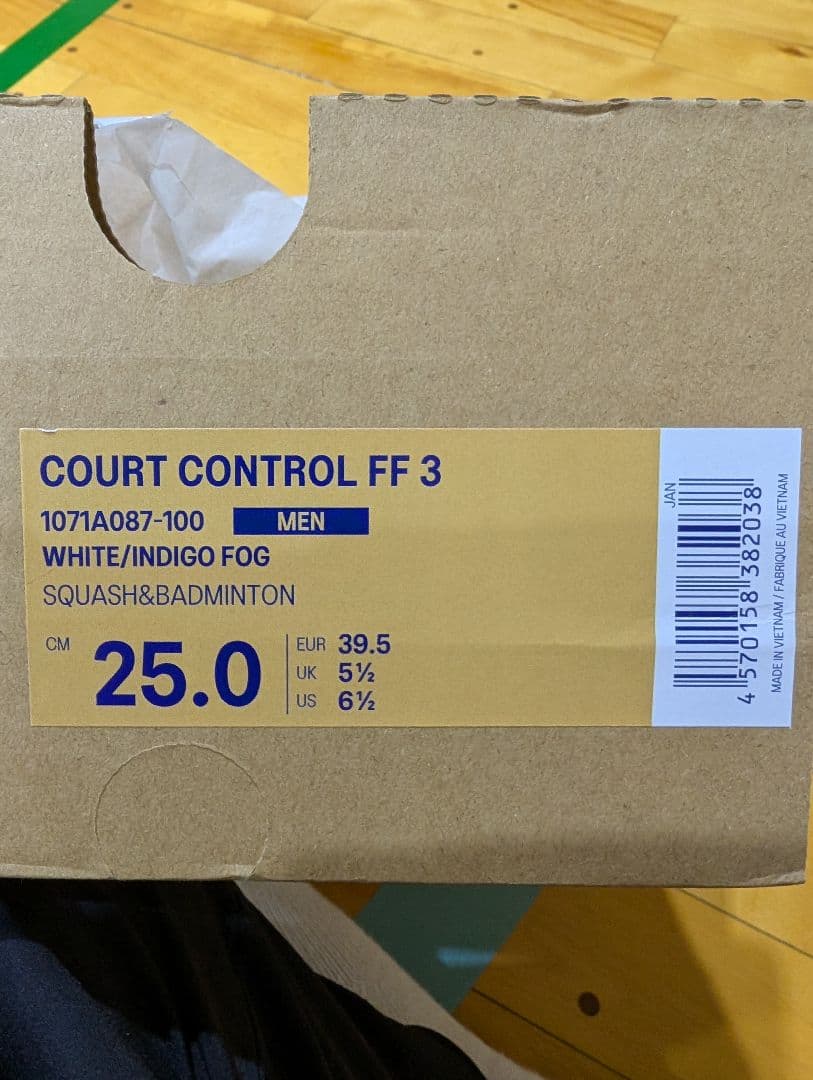 COURT CONTROL FF 3
1071A087-100 MEN
WHITE/INDIGO FOG
SQUASH&BADMINTON
CM 25.0
EUR 39.5
UK 5½
US 6½
JAN
4 570158 382038
MADE IN VIETNAM / FABRIQUE AU VIETNAM